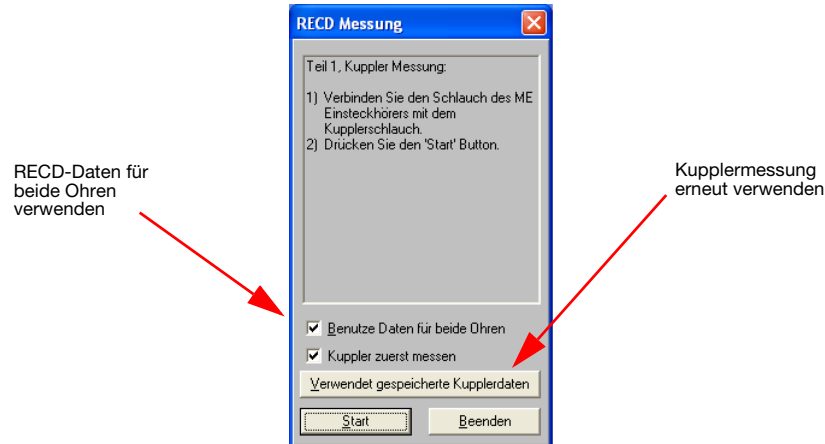 RECD Messung
Teil 1, Kuppler Messung:
1) Verbinden Sie den Schlauch des ME
Einsteckhörers mit dem
Kupplerschlauch.
2) Drücken Sie den 'Start' Button.
RECD-Daten für
beide Ohren
verwenden
Kupplermessung
erneut verwenden
Benutze Daten für beide Ohren
Kuppler zuerst messen
Verwendet gespeicherte Kupplerdaten
Start
Beenden